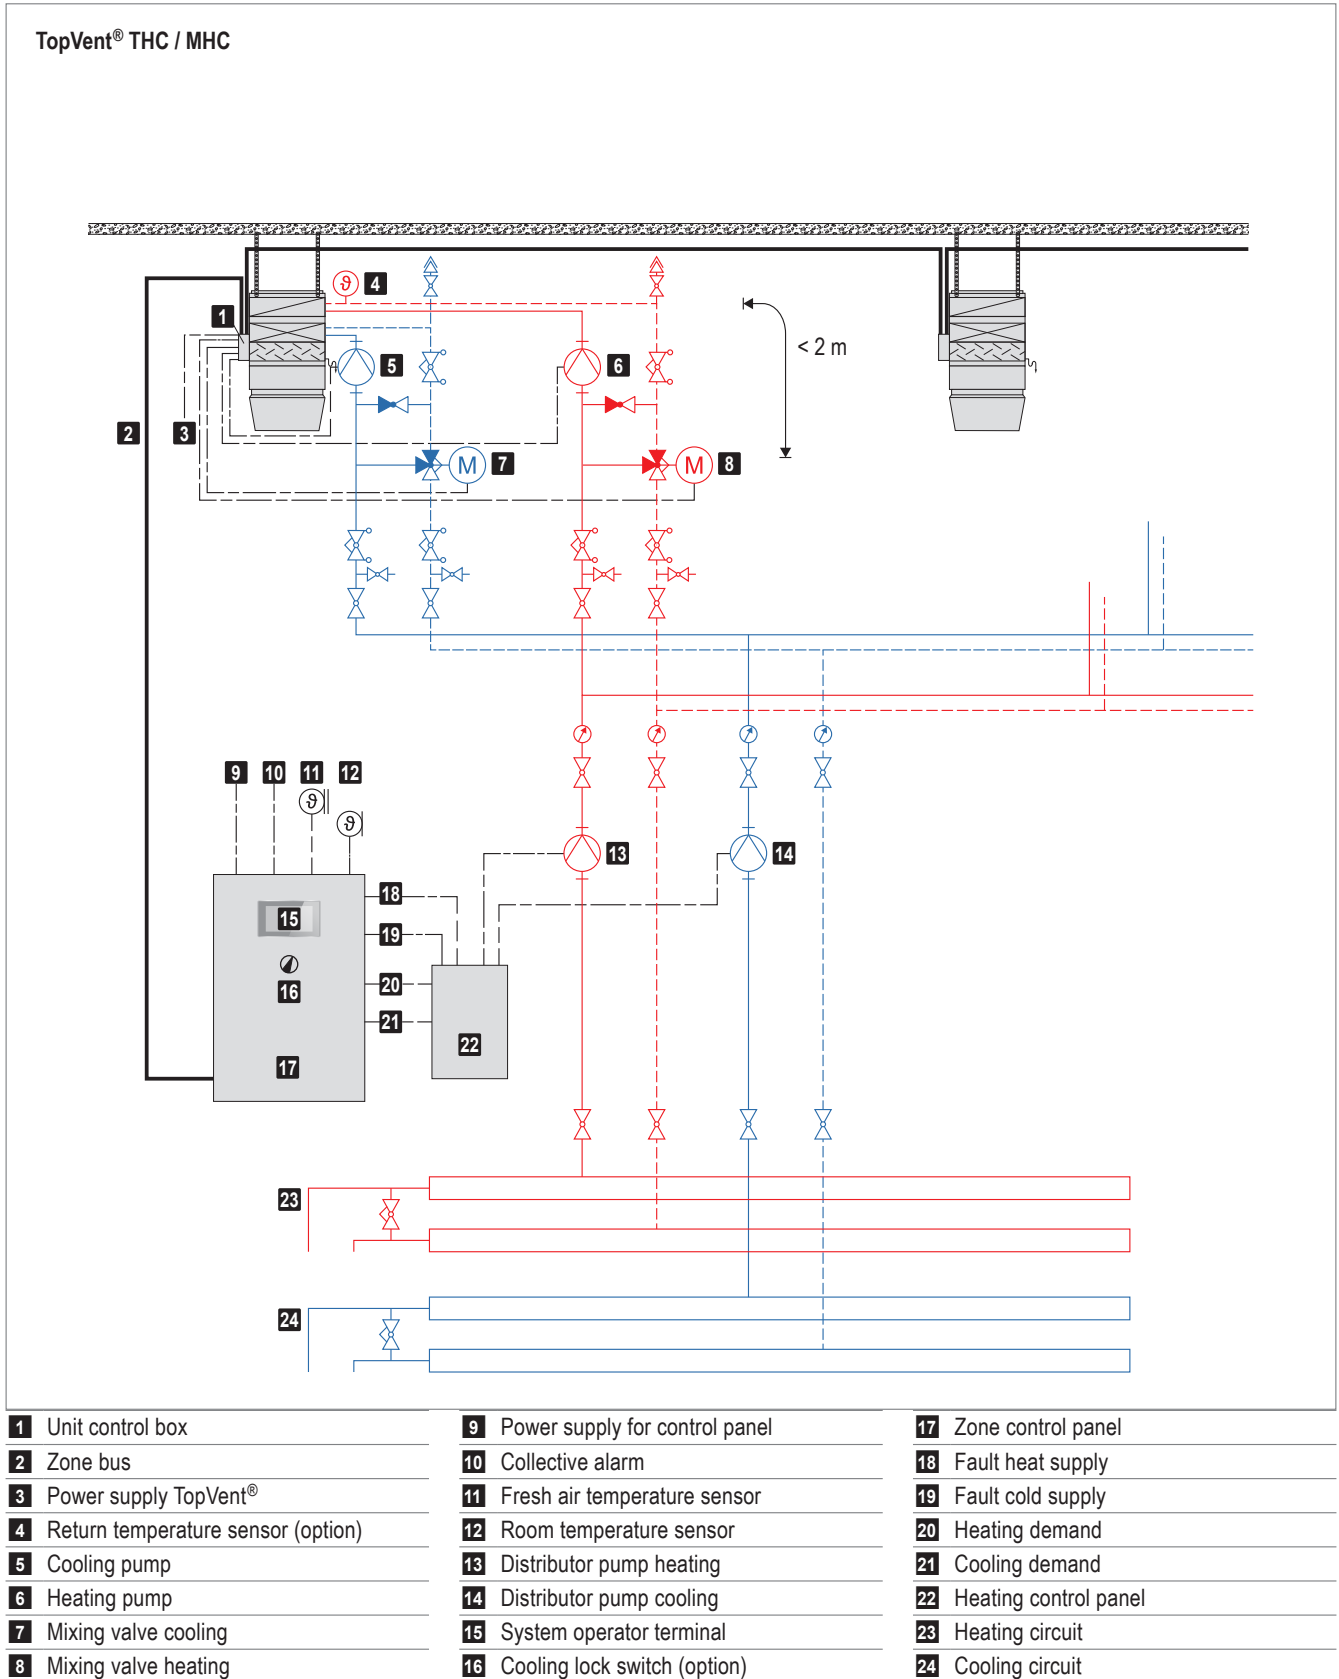 TopVent® THC / MHC
ϑ 4
1
5
6
< 2 m
2
3
M 7
M 8
9 10 11 12
ϑ
ϑ
13
14
18
15
19
16
20
21
22
17
23
24
1 Unit control box
2 Zone bus
3 Power supply TopVent®
4 Return temperature sensor (option)
5 Cooling pump
6 Heating pump
7 Mixing valve cooling
8 Mixing valve heating
9 Power supply for control panel
10 Collective alarm
11 Fresh air temperature sensor
12 Room temperature sensor
13 Distributor pump heating
14 Distributor pump cooling
15 System operator terminal
16 Cooling lock switch (option)
17 Zone control panel
18 Fault heat supply
19 Fault cold supply
20 Heating demand
21 Cooling demand
22 Heating control panel
23 Heating circuit
24 Cooling circuit